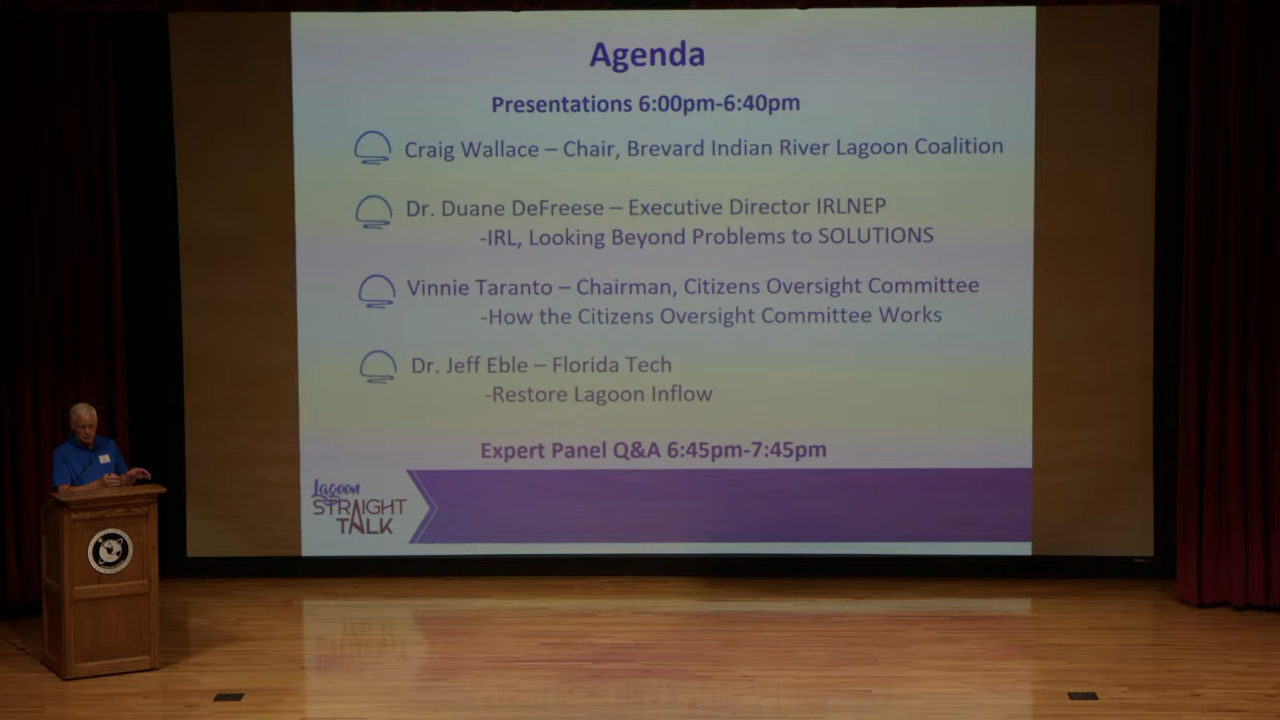 Agenda
Presentations 6:00pm-6:40pm
Craig Wallace – Chair, Brevard Indian River Lagoon Coalition
Dr. Duane DeFreese – Executive Director IRLNEP
-IRL, Looking Beyond Problems to SOLUTIONS
Vinnie Taranto – Chairman, Citizens Oversight Committee
-How the Citizens Oversight Committee Works
Dr. Jeff Eble – Florida Tech
-Restore Lagoon Inflow
Expert Panel Q&A 6:45pm-7:45pm
Lagoon
STRAIGHT
TALK